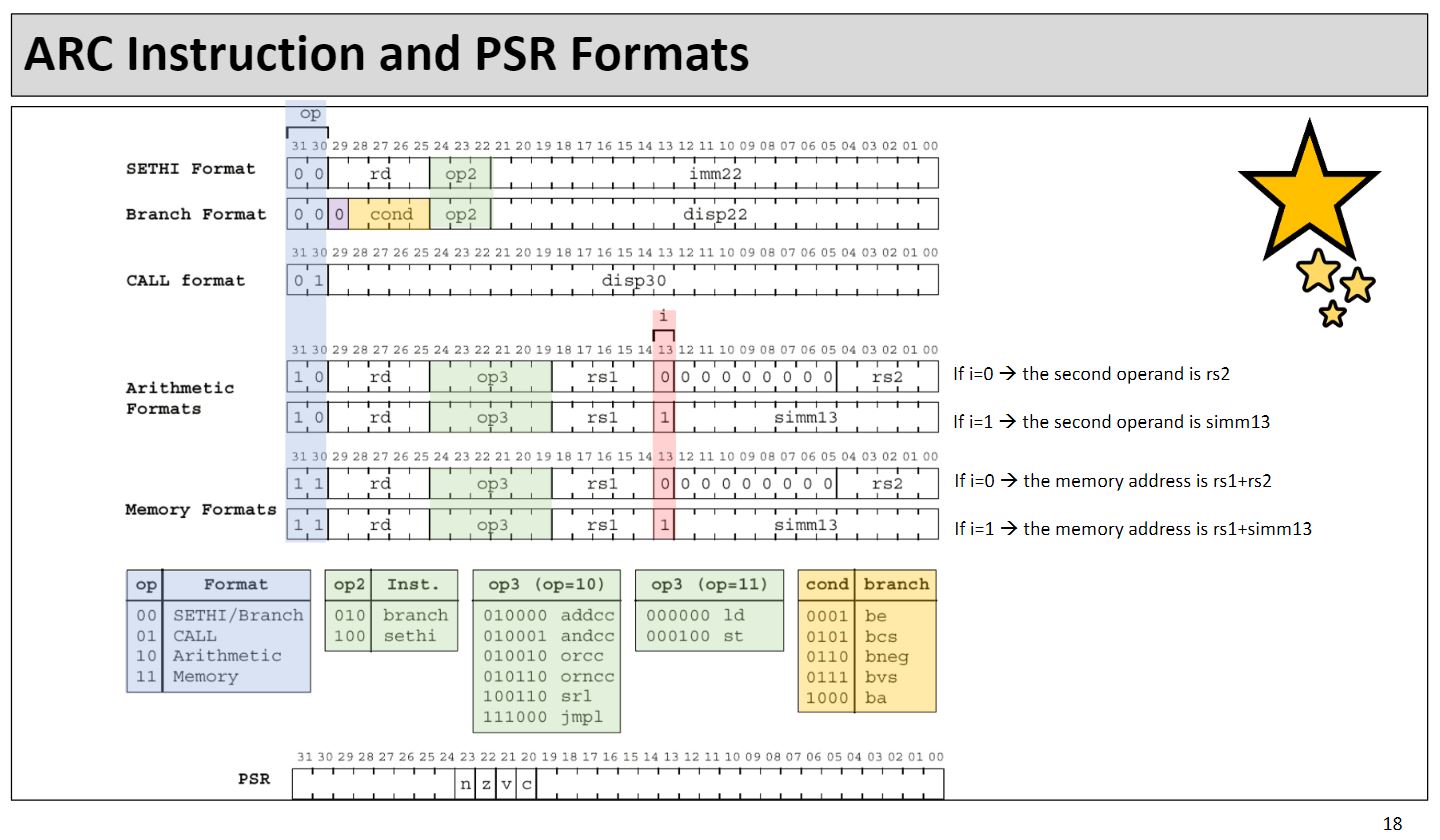 ARC Instruction and PSR Formats
op
31 30 29 28 27 26 25 24 23 22 21 20 19 18 17 16 15 14 13 12 11 10 09 08 07 06 05 04 03 02 01 00
SETHI Format 0 0 rd op2 imm22
Branch Format 0 0 0 cond op2 disp22
31 30 29 28 27 26 25 24 23 22 21 20 19 18 17 16 15 14 13 12 11 10 09 08 07 06 05 04 03 02 01 00
CALL format 0 1 disp30
i
31 30 29 28 27 26 25 24 23 22 21 20 19 18 17 16 15 14 13 12 11 10 09 08 07 06 05 04 03 02 01 00
Arithmetic
Formats
1 0 rd op3 rs1 0 0 0 0 0 0 0 0 0 rs2 If i=0 → the second operand is rs2
1 0 rd op3 rs1 1 simm13 If i=1 → the second operand is simm13
31 30 29 28 27 26 25 24 23 22 21 20 19 18 17 16 15 14 13 12 11 10 09 08 07 06 05 04 03 02 01 00
Memory Formats
1 1 rd op3 rs1 0 0 0 0 0 0 0 0 0 rs2 If i=0 → the memory address is rs1+rs2
1 1 rd op3 rs1 1 simm13 If i=1 → the memory address is rs1+simm13
op Format
00 SETHI/Branch
01 CALL
10 Arithmetic
11 Memory
op2 Inst.
010 branch
100 sethi
op3 (op=10)
010000 addcc
010001 andcc
010010 orcc
010110 orncc
100110 srl
111000 jmpl
op3 (op=11)
000000 ld
000100 st
cond branch
0001 be
0101 bcs
0110 bneg
0111 bvs
1000 ba
31 30 29 28 27 26 25 24 23 22 21 20 19 18 17 16 15 14 13 12 11 10 09 08 07 06 05 04 03 02 01 00
PSR n z v c
18